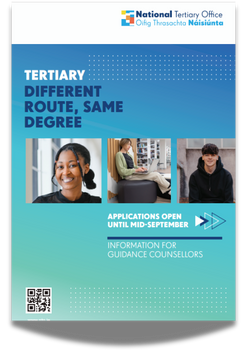 National Tertiary Office
Oifig Threasach Náisiúnta
TERTIARY
DIFFERENT
ROUTE, SAME
DEGREE
APPLICATIONS OPEN
UNTIL MID-SEPTEMBER
INFORMATION FOR
GUIDANCE COUNSELLORS